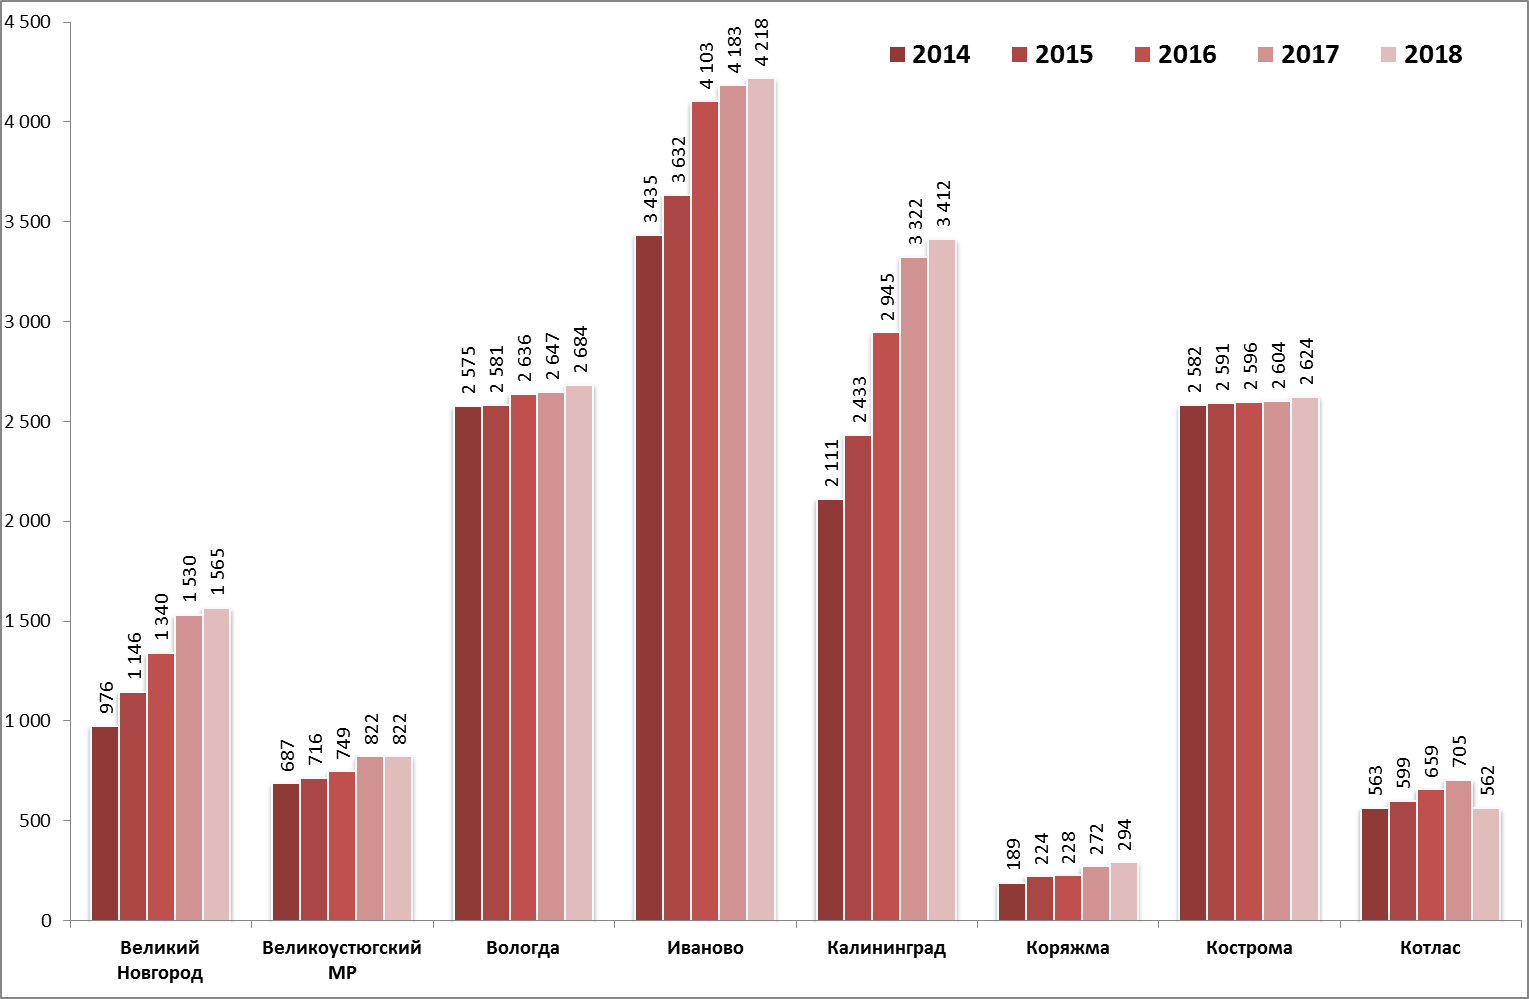 4 500
4 000
3 500
3 000
2 500
2 000
1 500
1 000
500
0
2014 2015 2016 2017 2018
976 1 146 1 340 1 530 1 565
687 716 749 822 822
2 575 2 581 2 636 2 647 2 684
3 435 3 632 4 103 4 183 4 218
2 111 2 433 2 945 3 322 3 412
189 224 228 272 294
2 582 2 591 2 596 2 604 2 624
563 599 659 705 562
Великий
Новгород
Великоустюгский
МР
Вологда
Иваново
Калининград
Коряжма
Кострома
Котлас